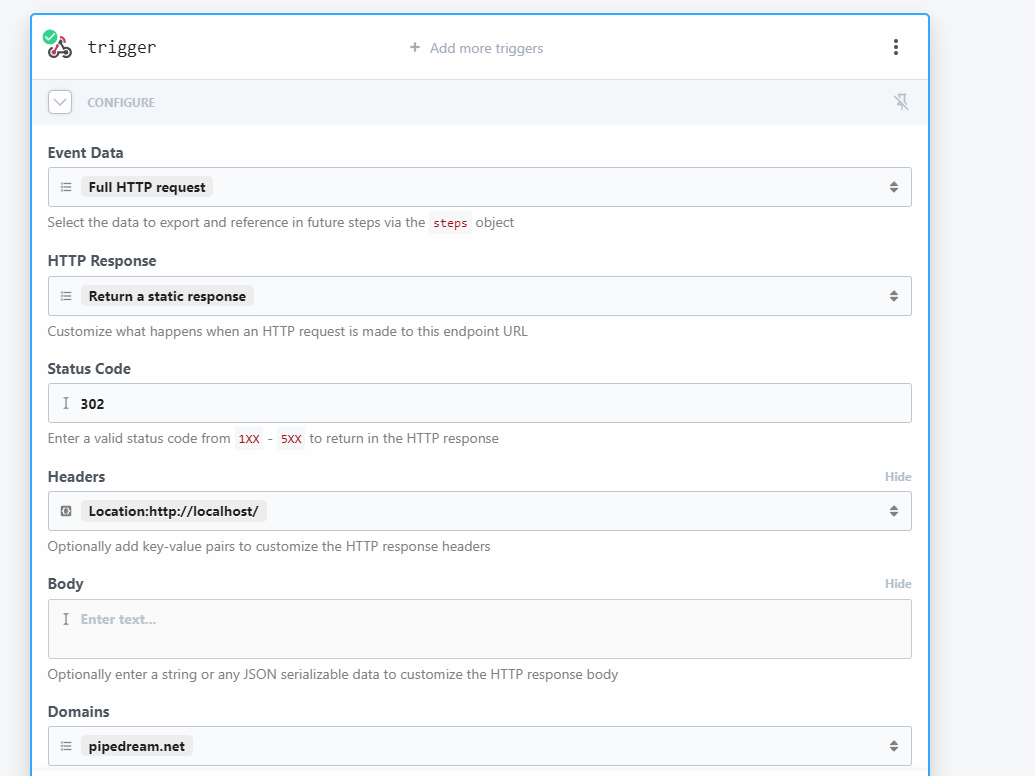 trigger
+ Add more triggers
CONFIGURE
Event Data
Full HTTP request
Select the data to export and reference in future steps via the steps object
HTTP Response
Return a static response
Customize what happens when an HTTP request is made to this endpoint URL
Status Code
302
Enter a valid status code from 1XX - 5XX to return in the HTTP response
Headers Hide
Location:http://localhost/
Optionally add key-value pairs to customize the HTTP response headers
Body Hide
Enter text...
Optionally enter a string or any JSON serializable data to customize the HTTP response body
Domains
pipedream.net